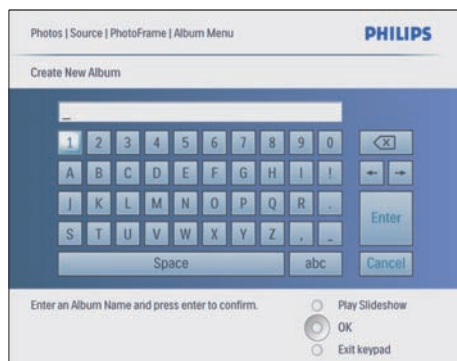 Photos | Source | PhotoFrame | Album Menu PHILIPS
Create New Album
_
1 2 3 4 5 6 7 8 9 0
A B C D E F G H I !
J K L M N O P Q R . Enter
S T U V W X Y Z , _
Space abc Cancel
Enter an Album Name and press enter to confirm. Play Slideshow
OK
Exit keypad